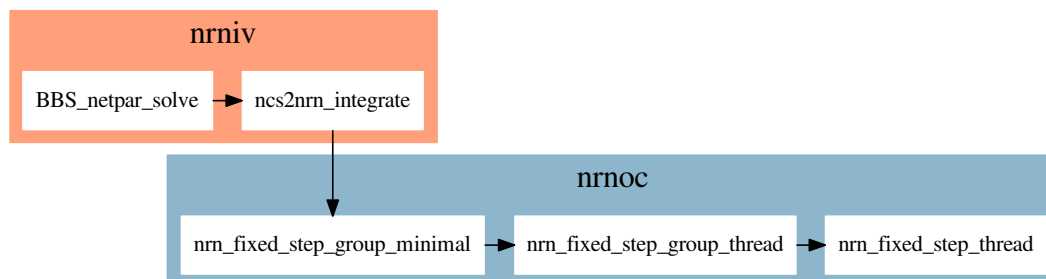 nrniv
BBS_netpar_solve
ncs2nrn_integrate
nrnoc
nrn_fixed_step_group_minimal
nrn_fixed_step_group_thread
nrn_fixed_step_thread